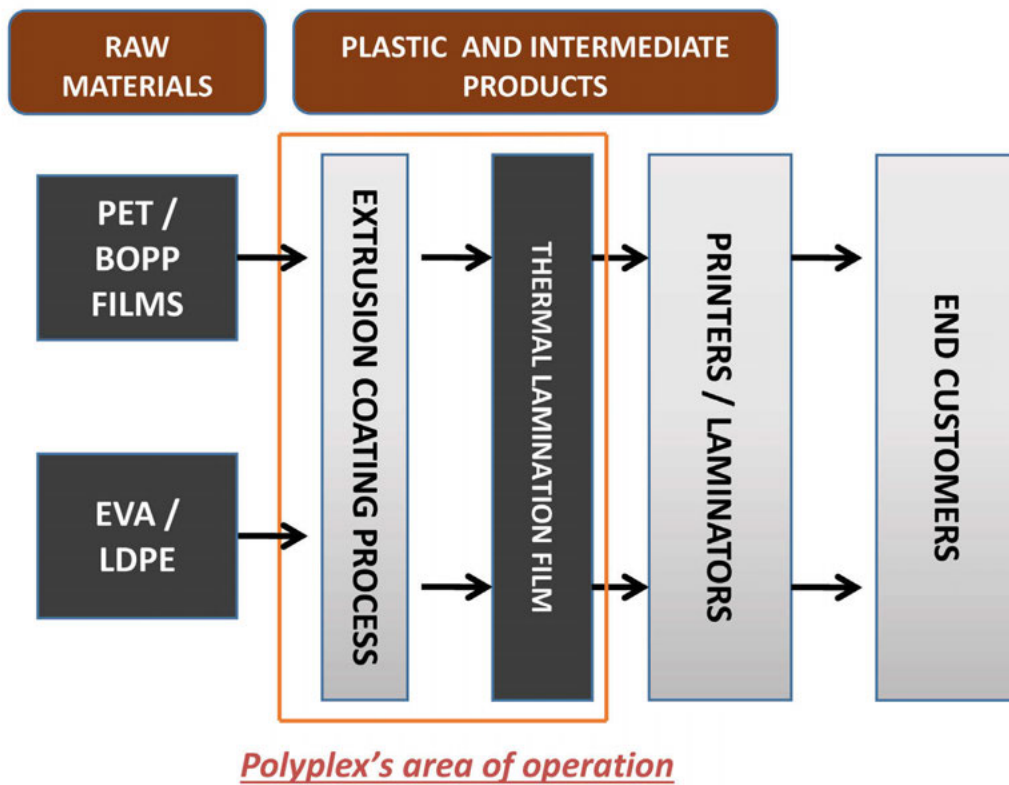 RAW
MATERIALS
PLASTIC AND INTERMEDIATE
PRODUCTS
PET /
BOPP
FILMS
EVA /
LDPE
EXTRUSION COATING PROCESS
THERMAL LAMINATION FILM
PRINTERS / LAMINATORS
END CUSTOMERS
Polyplex’s area of operation